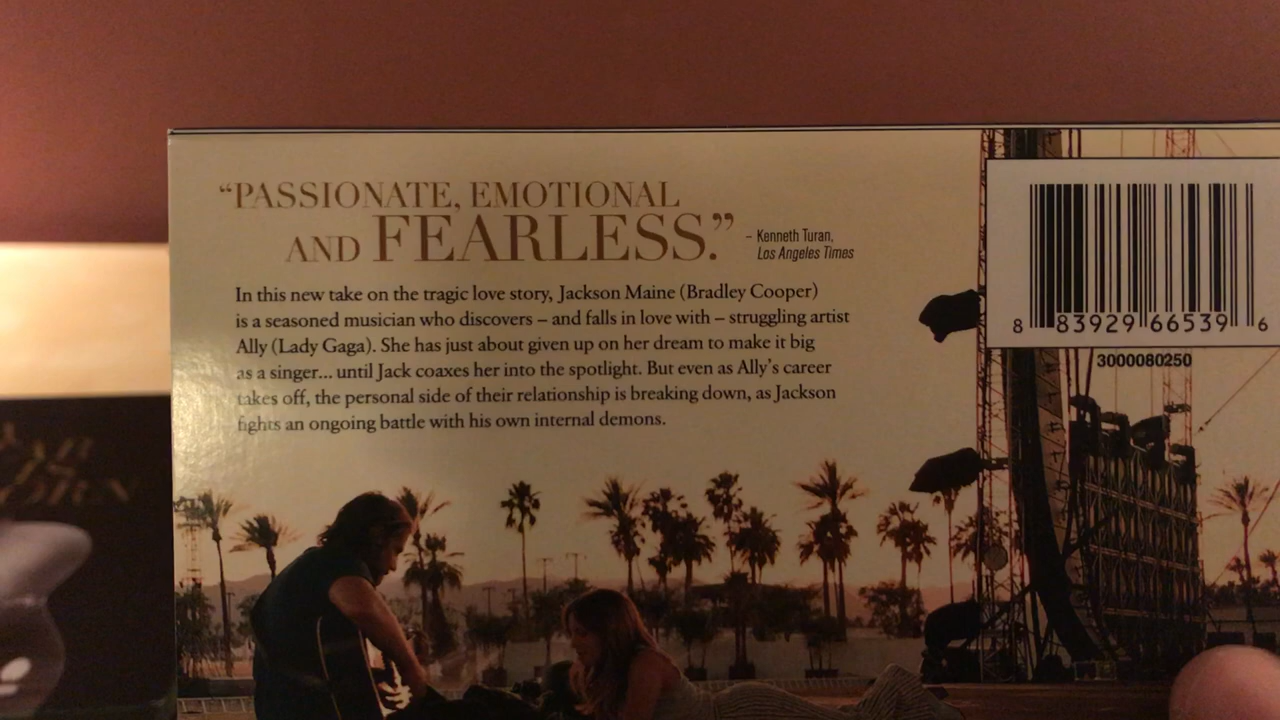 “PASSIONATE, EMOTIONAL
AND FEARLESS.”
– Kenneth Turan,
Los Angeles Times
In this new take on the tragic love story, Jackson Maine (Bradley Cooper)
is a seasoned musician who discovers – and falls in love with – struggling artist
Ally (Lady Gaga). She has just about given up on her dream to make it big
as a singer... until Jack coaxes her into the spotlight. But even as Ally’s career
takes off, the personal side of their relationship is breaking down, as Jackson
fights an ongoing battle with his own internal demons.
8 83929 66539 6
3000080250
IS